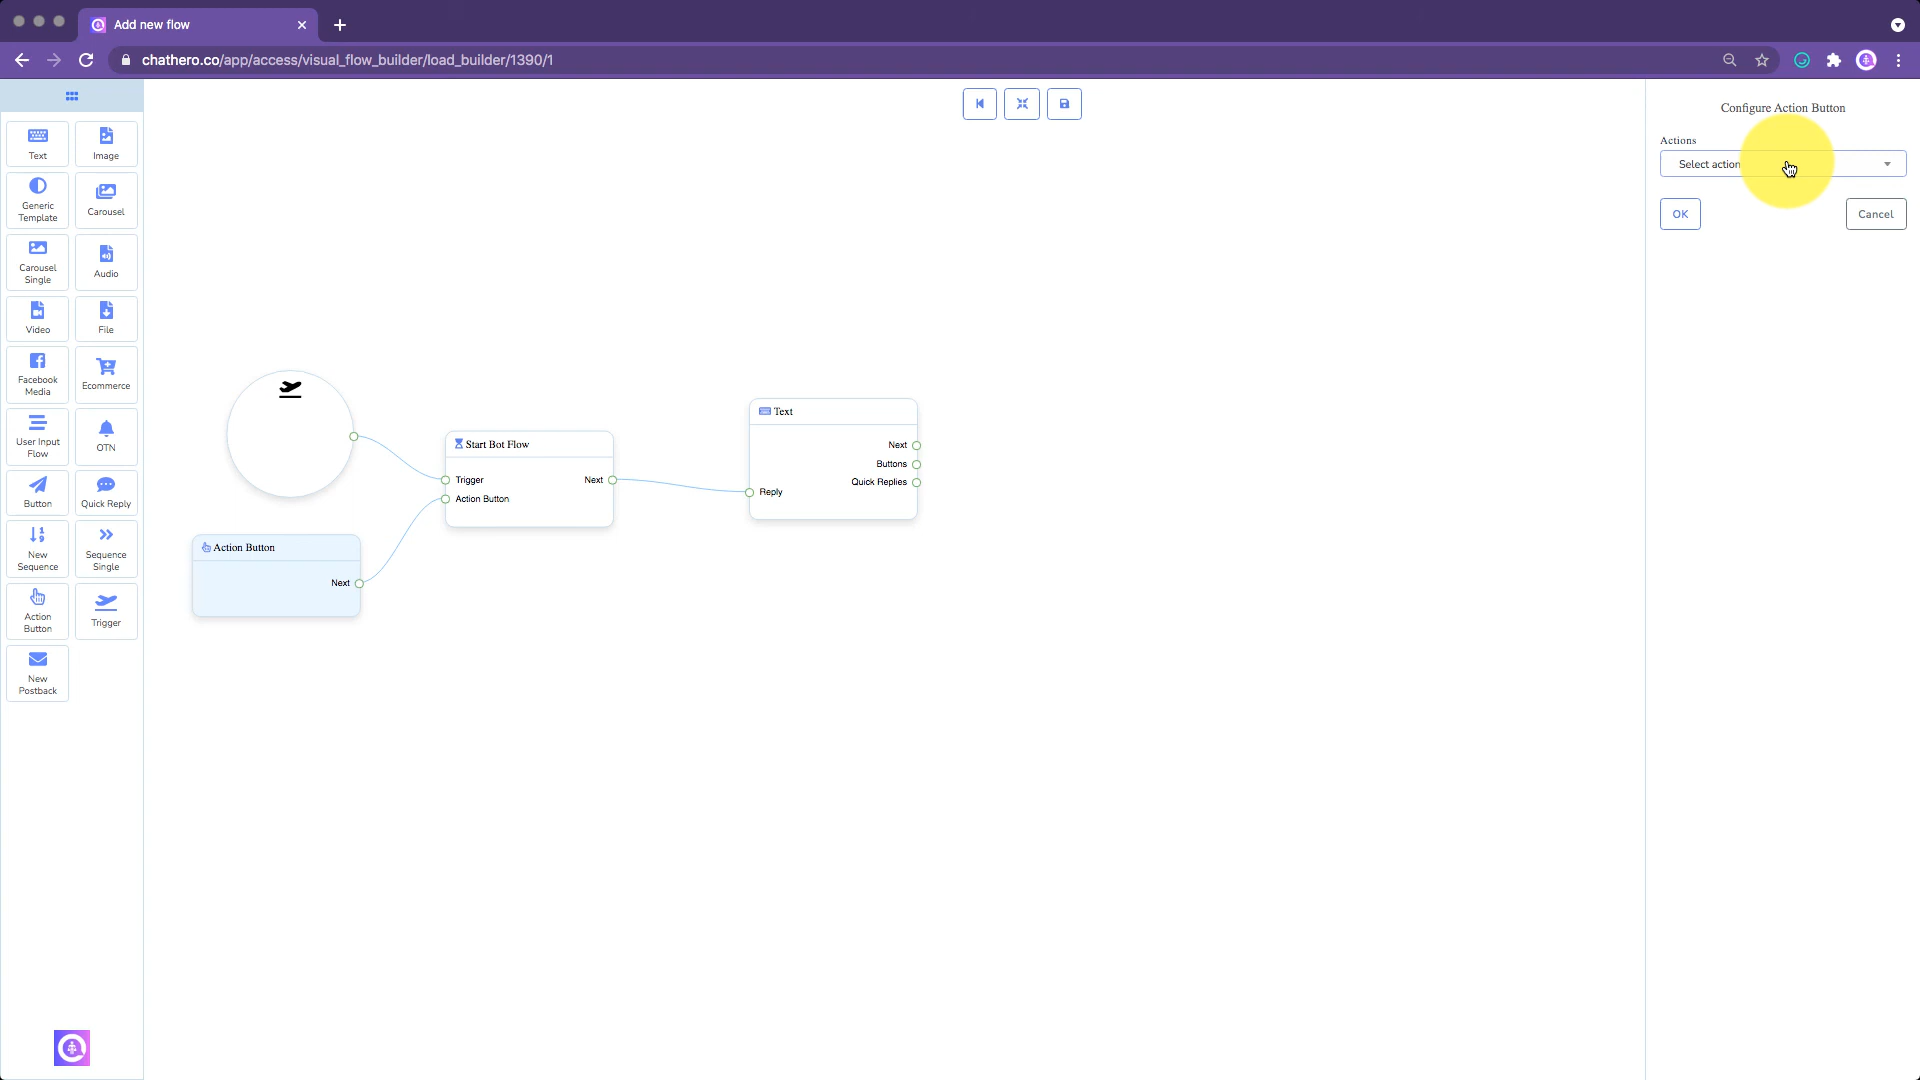 Add new flow
chathero.co/app/access/visual_flow_builder/load_builder/1390/1
Text
Image
Generic
Template
Carousel
Carousel
Single
Audio
Video
File
Facebook
Media
Ecommerce
User Input
Flow
OTN
Button
Quick Reply
New
Sequence
Sequence
Single
Action
Button
Trigger
New
Postback
Start Bot Flow
Trigger
Next
Action Button
Action Button
Next
Text
Next
Buttons
Quick Replies
Reply
Configure Action Button
Actions
Select action
OK
Cancel